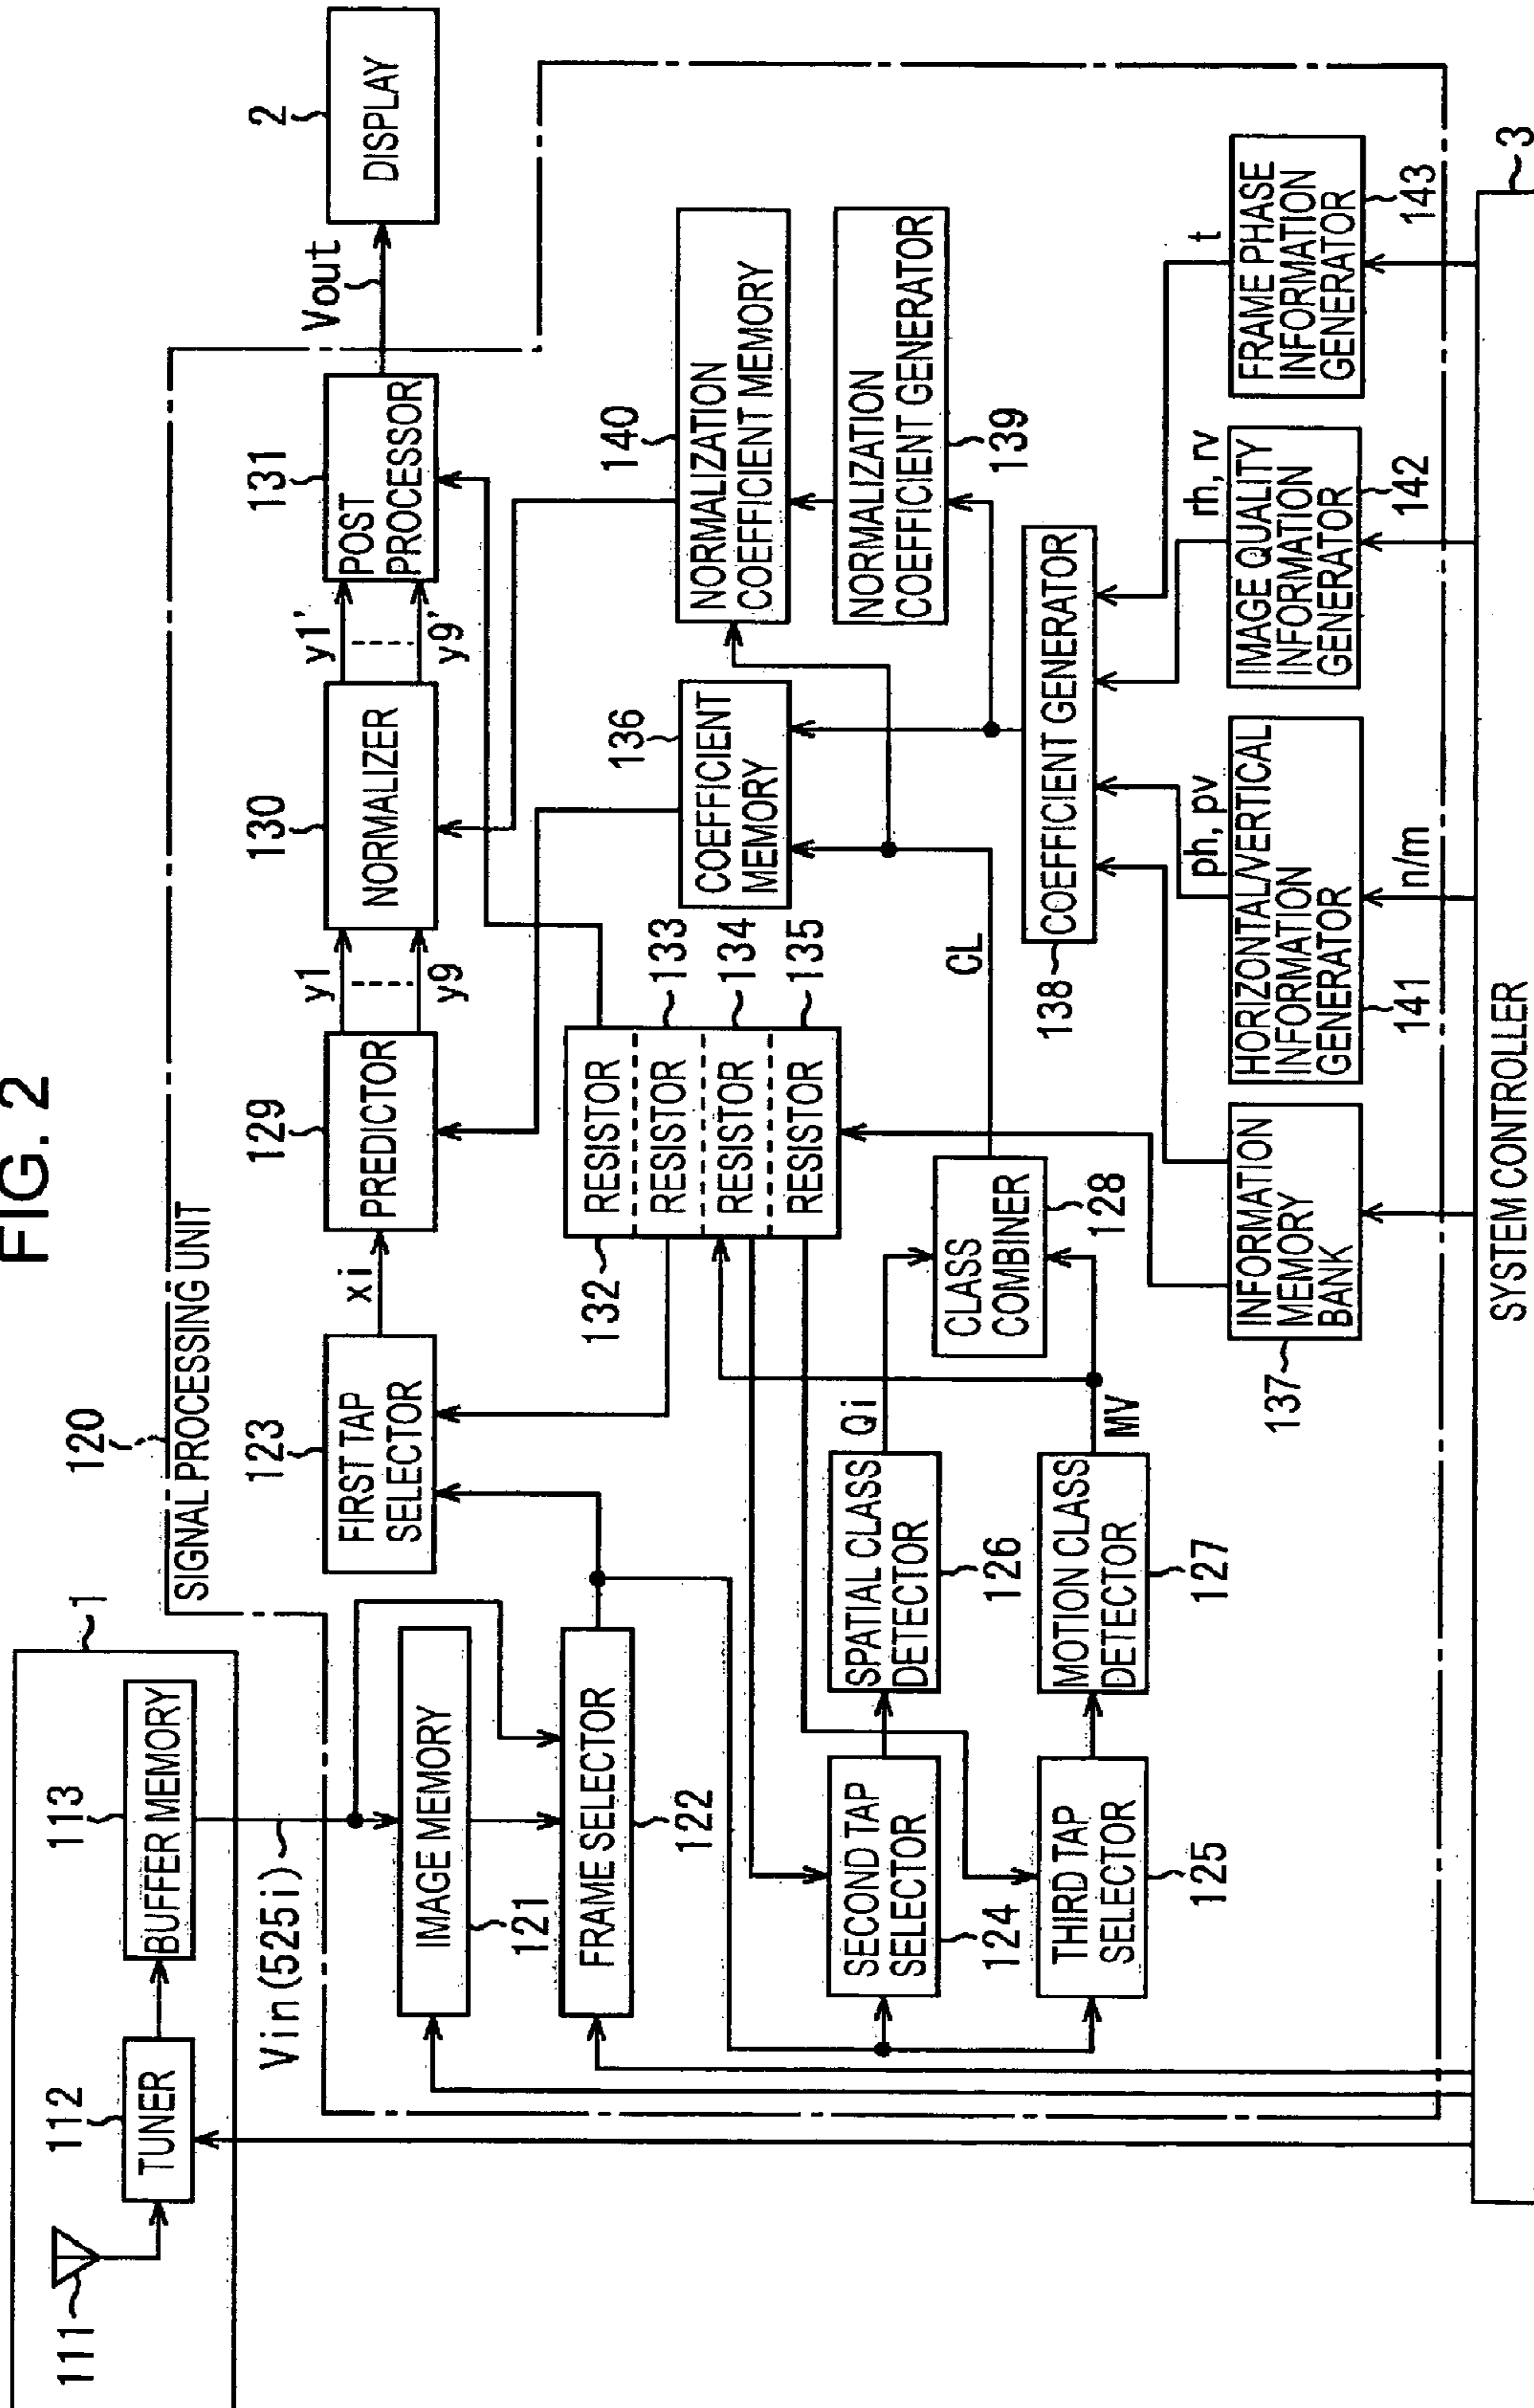 FIG. 2
120
SIGNAL PROCESSING UNIT
1
111
112
TUNER
113
BUFFER MEMORY
Vin(525i)
IMAGE MEMORY
121
FRAME SELECTOR
122
123
FIRST TAP
SELECTOR
xi
129
PREDICTOR
y1
y9
130
NORMALIZER
y1'
y9'
131
POST
PROCESSOR
Vout
2
DISPLAY
SECOND TAP
SELECTOR
124
THIRD TAP
SELECTOR
125
SPATIAL CLASS
DETECTOR
126
Qi
MOTION CLASS
DETECTOR
127
MV
CLASS
COMBINER
128
CL
132
RESISTOR
RESISTOR
133
RESISTOR
134
RESISTOR
135
136
COEFFICIENT
MEMORY
140
NORMALIZATION
COEFFICIENT MEMORY
NORMALIZATION
COEFFICIENT GENERATOR
139
138
COEFFICIENT GENERATOR
137
INFORMATION
MEMORY
BANK
ph, pv
HORIZONTAL/VERTICAL
INFORMATION
GENERATOR
141
n/m
rh, rv
IMAGE QUALITY
INFORMATION
GENERATOR
142
t
FRAME PHASE
INFORMATION
GENERATOR
143
SYSTEM CONTROLLER
3